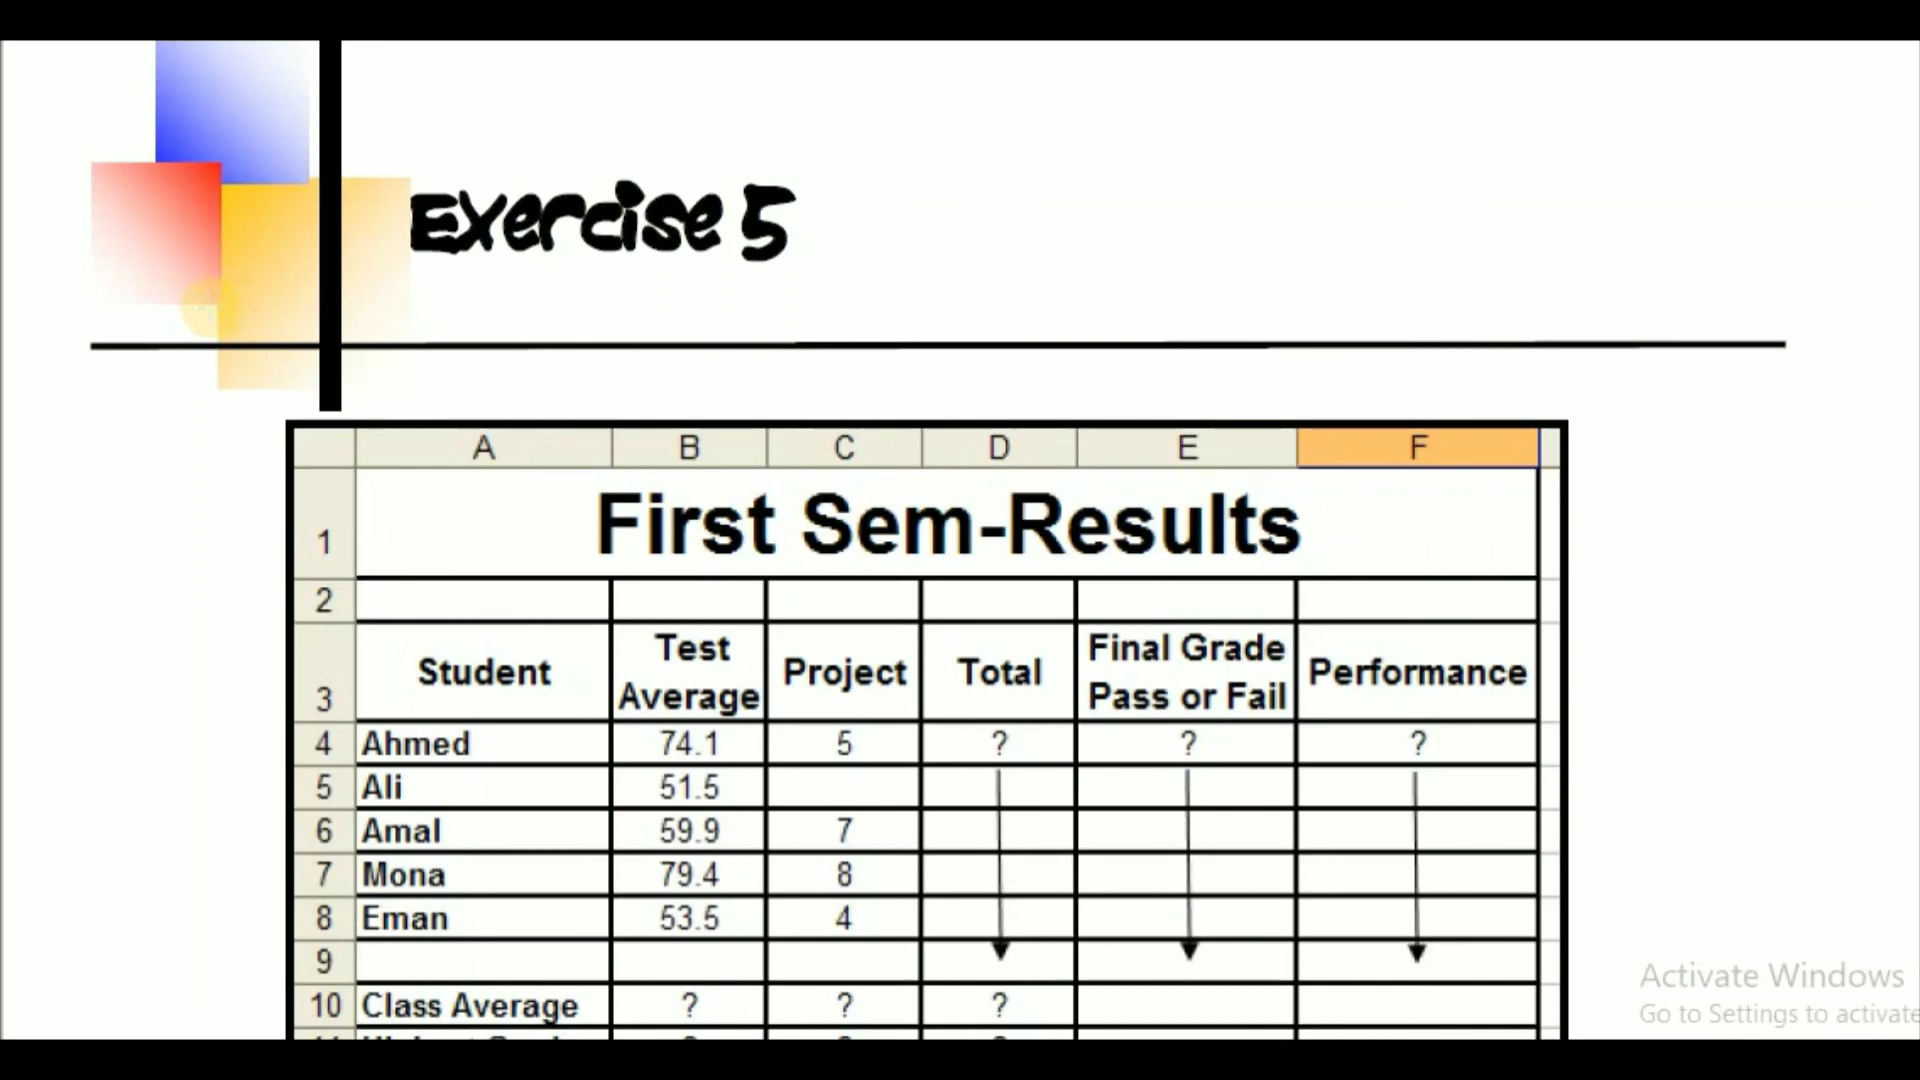 Exercise 5
A B C D E F
1 First Sem-Results
2
3 Student Test Average Project Total Final Grade Pass or Fail Performance
4 Ahmed 74.1 5 ? ? ?
5 Ali 51.5
6 Amal 59.9 7
7 Mona 79.4 8
8 Eman 53.5 4
9
10 Class Average ? ? ?
Activate Windows
Go to Settings to activate